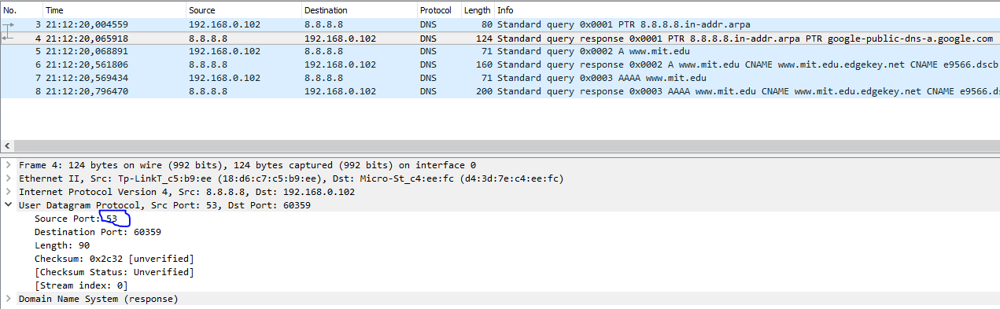 No. Time Source Destination Protocol Length Info
3 21:12:20,004559 192.168.0.102 8.8.8.8 DNS 80 Standard query 0x0001 PTR 8.8.8.8.in-addr.arpa
4 21:12:20,065918 8.8.8.8 192.168.0.102 DNS 124 Standard query response 0x0001 PTR 8.8.8.8.in-addr.arpa PTR google-public-dns-a.google.com
5 21:12:20,068891 192.168.0.102 8.8.8.8 DNS 71 Standard query 0x0002 A www.mit.edu
6 21:12:20,561806 8.8.8.8 192.168.0.102 DNS 160 Standard query response 0x0002 A www.mit.edu CNAME www.mit.edu.edgekey.net CNAME e9566.dscb
7 21:12:20,569434 192.168.0.102 8.8.8.8 DNS 71 Standard query 0x0003 AAAA www.mit.edu
8 21:12:20,796470 8.8.8.8 192.168.0.102 DNS 200 Standard query response 0x0003 AAAA www.mit.edu CNAME www.mit.edu.edgekey.net CNAME e9566.ds
Frame 4: 124 bytes on wire (992 bits), 124 bytes captured (992 bits) on interface 0
Ethernet II, Src: Tp-LinkT_c5:b9:ee (18:d6:c7:c5:b9:ee), Dst: Micro-St_c4:ee:fc (d4:3d:7e:c4:ee:fc)
Internet Protocol Version 4, Src: 8.8.8.8, Dst: 192.168.0.102
User Datagram Protocol, Src Port: 53, Dst Port: 60359
Source Port: 53
Destination Port: 60359
Length: 90
Checksum: 0x2c32 [unverified]
[Checksum Status: Unverified]
[Stream index: 0]
Domain Name System (response)